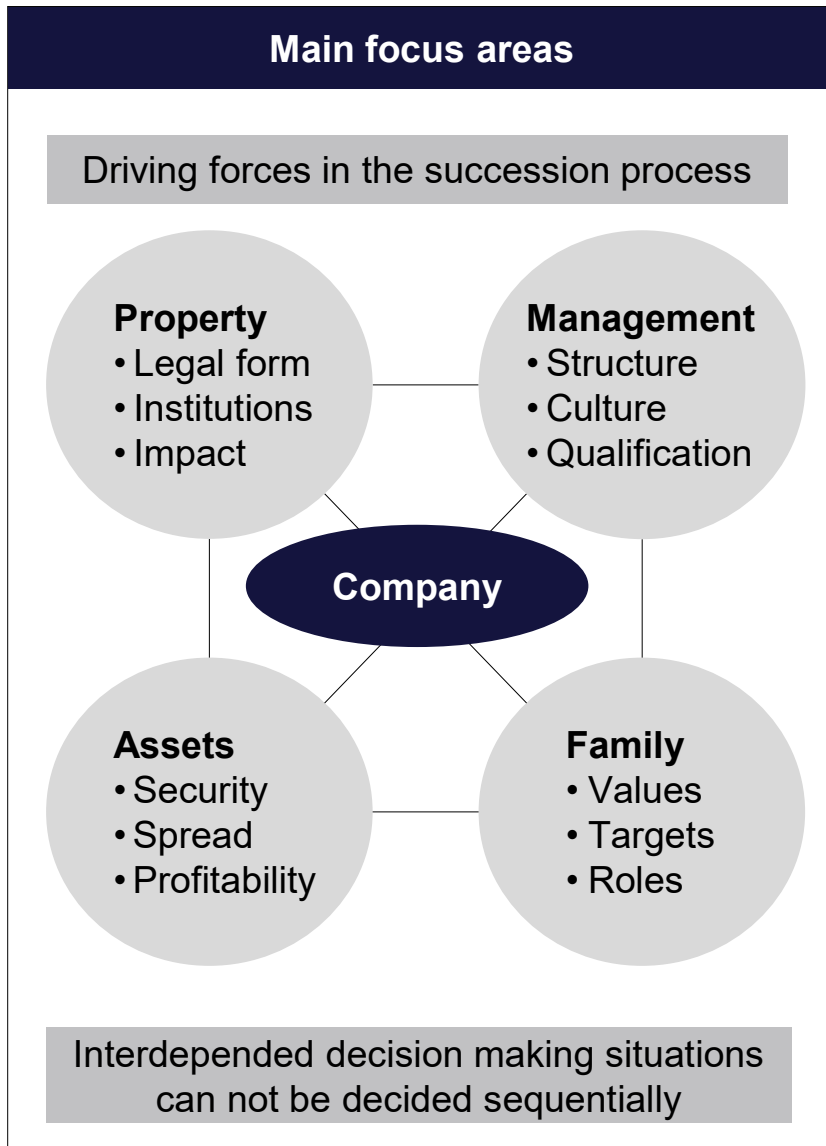 Main focus areas
Driving forces in the succession process
Property
• Legal form
• Institutions
• Impact
Management
• Structure
• Culture
• Qualification
Company
Assets
• Security
• Spread
• Profitability
Family
• Values
• Targets
• Roles
Interdepended decision making situations
can not be decided sequentially